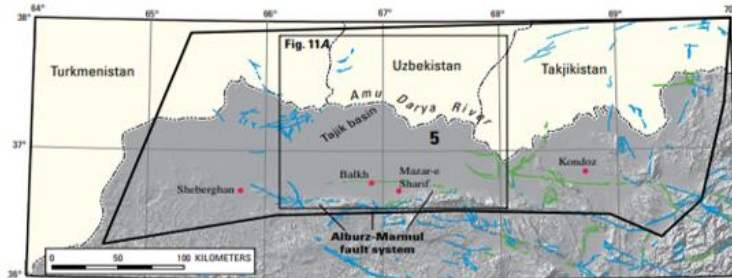 64° 65° 66° 67° 68° 69° 70
38°
Fig. 11A
Turkmenistan
Uzbekistan
Takjikistan
Amu Darya River
Tajik basin
5
37°
Balkh
Mazar-e
Sharif
Kondoz
Sheberghan
Alburz-Marmul
fault system
0 50 100 KILOMETERS
36°